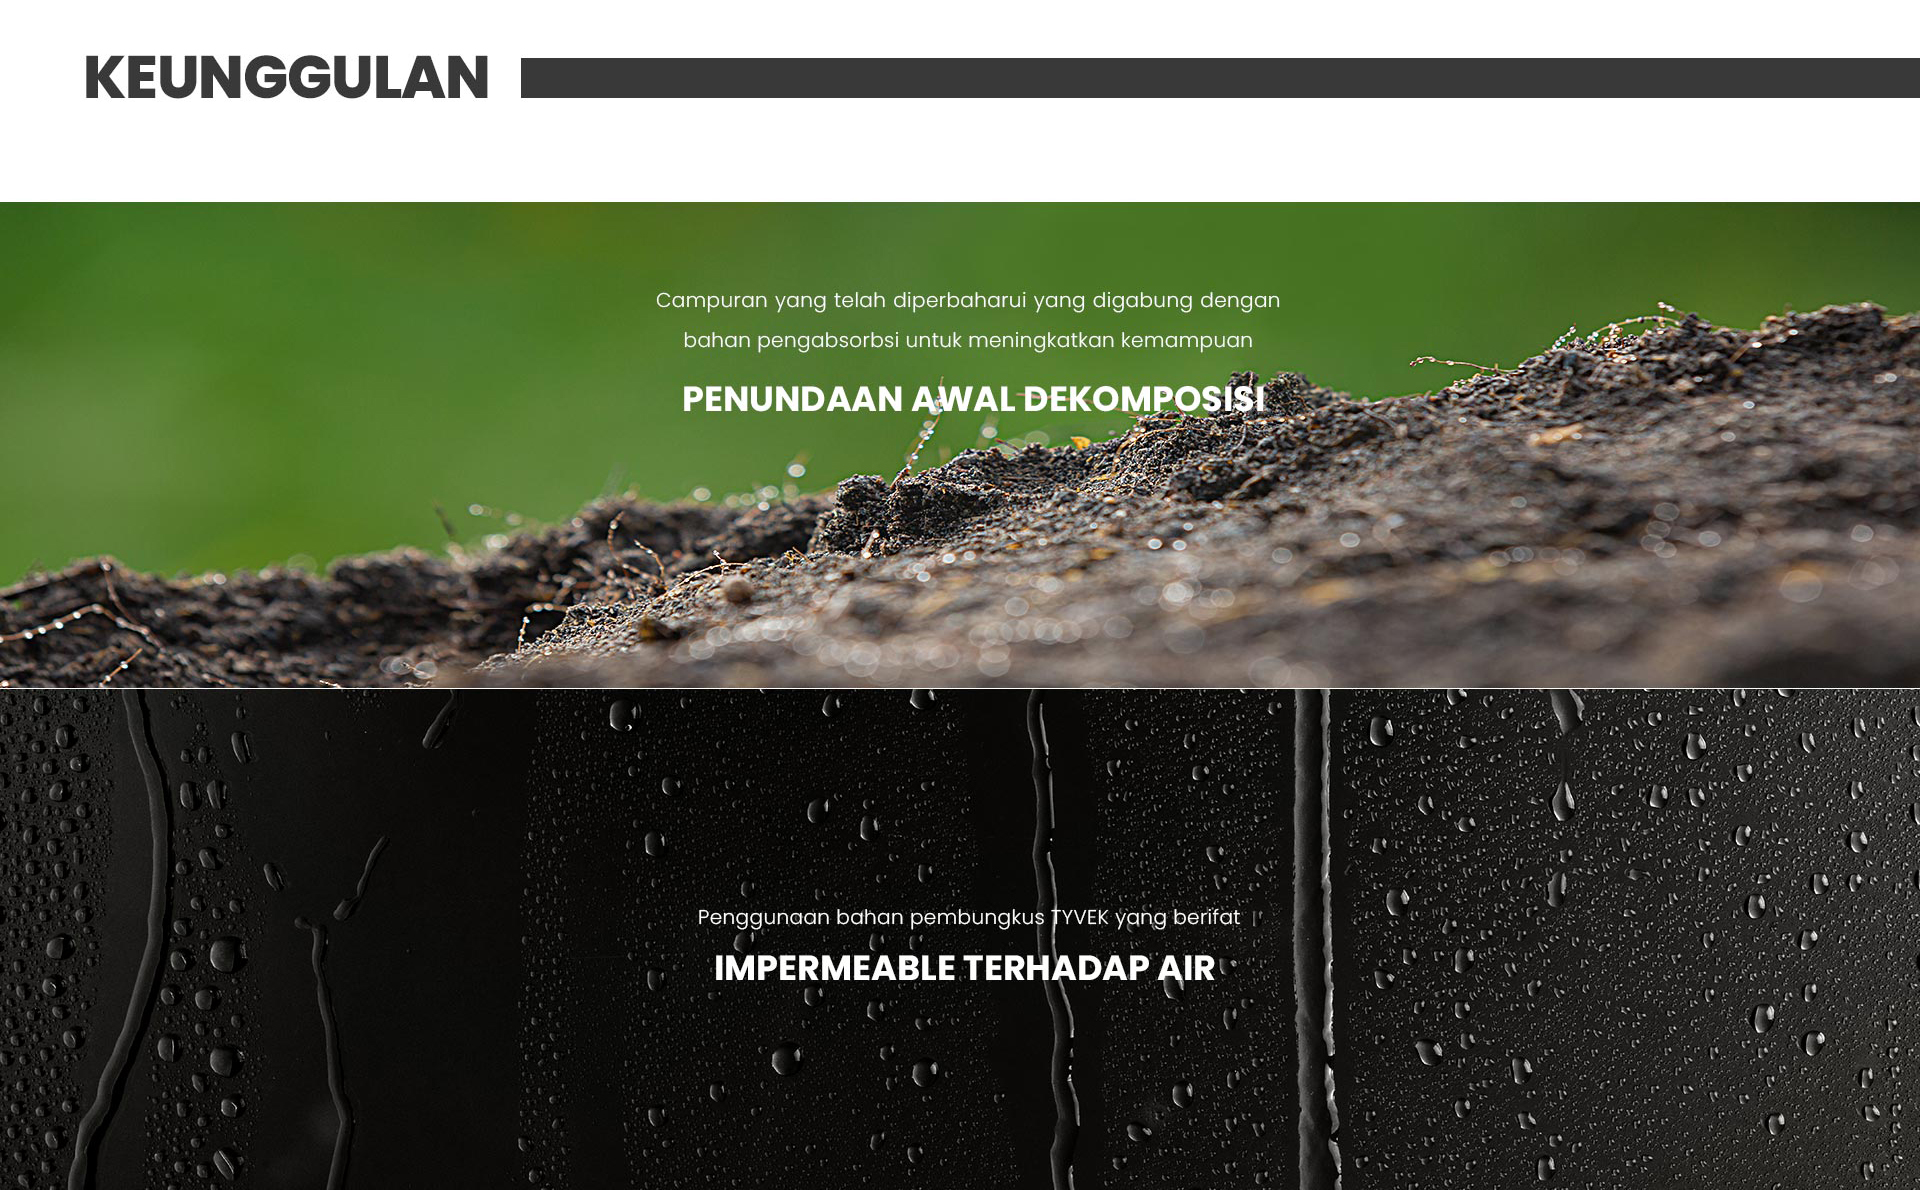 KEUNGGULAN
Campuran yang telah diperbaharui yang digabung dengan
bahan pengabsorbsi untuk meningkatkan kemampuan
PENUNDAAN AWAL DEKOMPOSISI
Penggunaan bahan pembungkus TYVEK yang berifat
IMPERMEABLE TERHADAP AIR